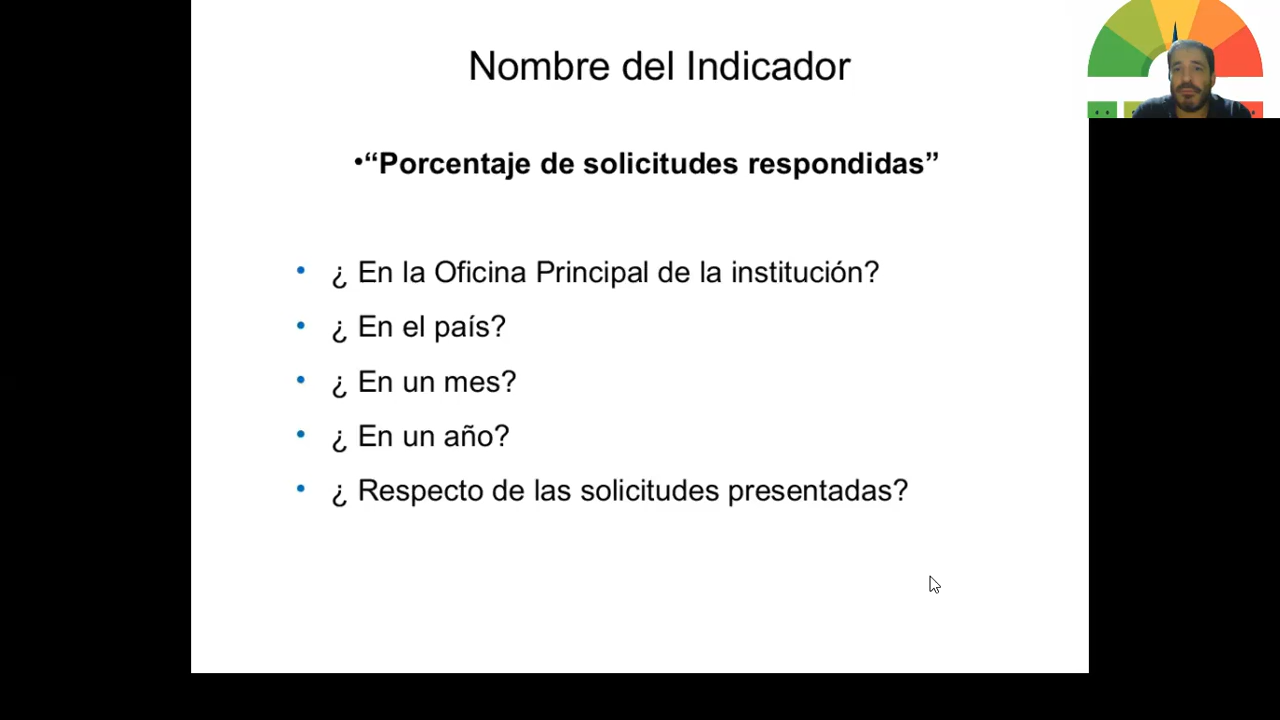 Nombre del Indicador
•“Porcentaje de solicitudes respondidas”
• ¿ En la Oficina Principal de la institución?
• ¿ En el país?
• ¿ En un mes?
• ¿ En un año?
• ¿ Respecto de las solicitudes presentadas?